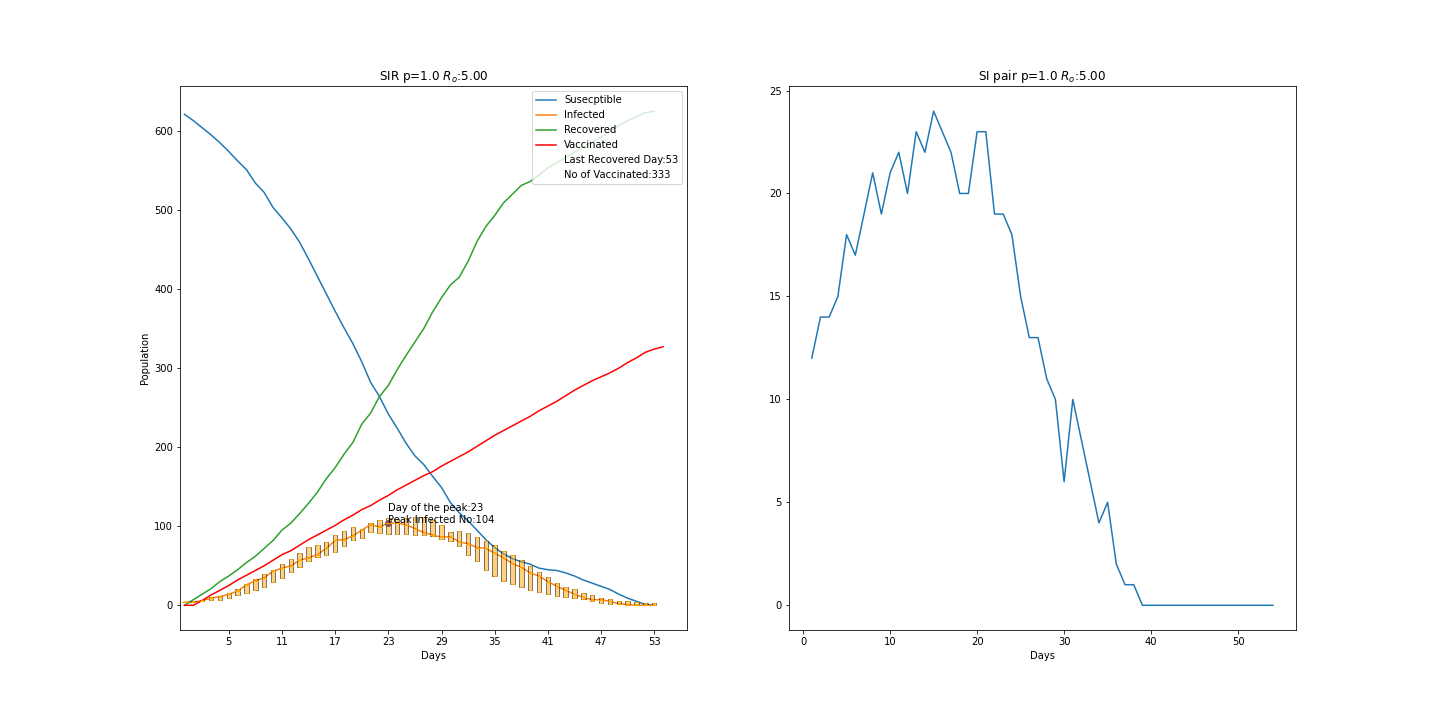 SIR p=1.0 Rₒ:5.00
Population
600
500
400
300
200
100
0
Susecptible
Infected
Recovered
Vaccinated
Last Recovered Day:53
No of Vaccinated:333
Day of the peak:23
Peak Infected No:104
5 11 17 23 29 35 41 47 53
Days
SI pair p=1.0 Rₒ:5.00
25
20
15
10
5
0
0 10 20 30 40 50
Days